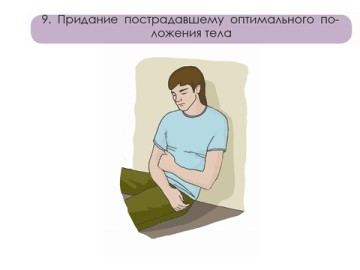 9. Придание пострадавшему оптимального по-
ложения тела